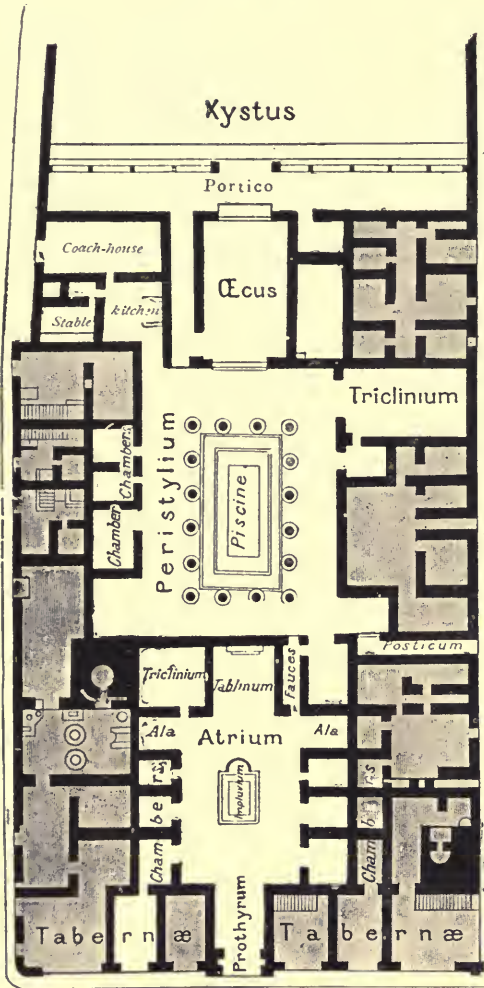 Xystus
Portico
Coach-house
Œcus
kitchen
Stable
Triclinium
Chambers
Chamber
Peristylium
Piscine
Posticum
Triclinium
Tablinum
Fauces
Ala
Atrium
Ala
Impluvium
Chambers
Chambers
Prothyrum
Tabernæ
Tabernæ